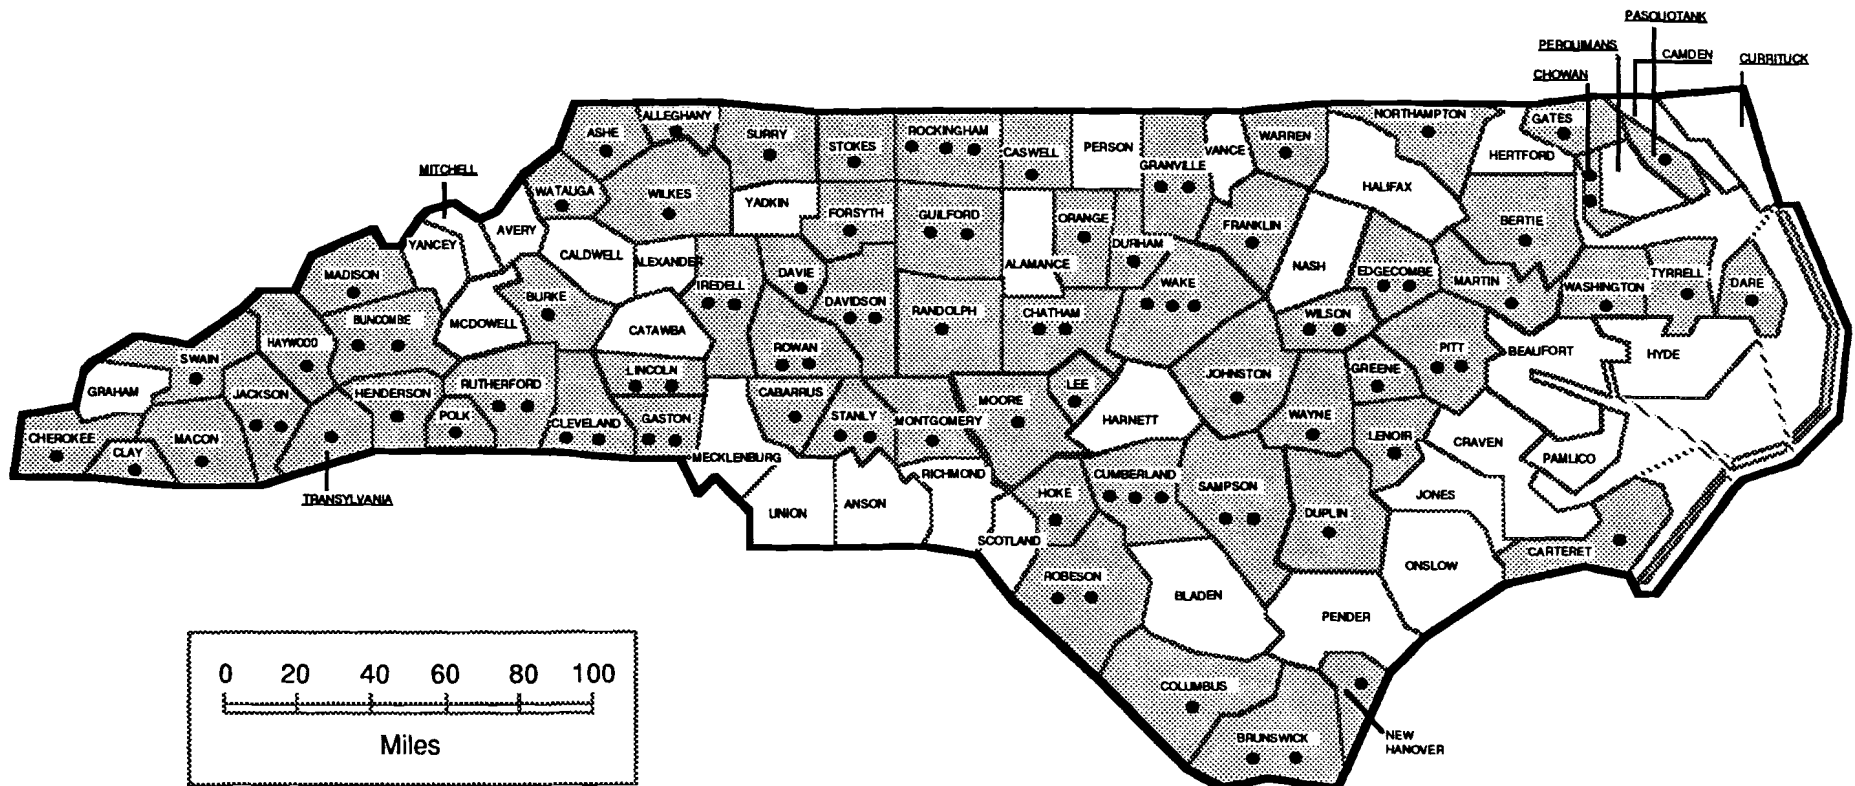 PASQUOTANK
PERQUIMANS
CAMDEN
CURRITUCK
CHOWAN
ALLEGHANY
NORTHAMPTON
GATES
ASHE
SURRY
ROCKINGHAM
WARREN
STOKES
CASWELL
PERSON
VANCE
HERTFORD
GRANVILLE
MITCHELL
HALIFAX
WATAUGA
WILKES
YADKIN
FORSYTH
GUILFORD
ORANGE
FRANKLIN
BERTIE
AVERY
YANCEY
CALDWELL
DURHAM
ALEXANDER
ALAMANCE
NASH
MADISON
DAVIE
EDGECOMBE
TYRRELL
IREDELL
WAKE
MARTIN
WASHINGTON
DARE
BURKE
DAVIDSON
RANDOLPH
CHATHAM
WILSON
BUNCOMBE
MCDOWELL
CATAWBA
HAYWOOD
ROWAN
PITT
BEAUFORT
HYDE
SWAIN
LINCOLN
GREENE
JOHNSTON
GRAHAM
JACKSON
HENDERSON
RUTHERFORD
CABARRUS
MOORE
LEE
POLK
CLEVELAND
GASTON
STANLY
MONTGOMERY
HARNETT
WAYNE
LENOIR
CRAVEN
CHEROKEE
MACON
CLAY
MECKLENBURG
PAMLICO
RICHMOND
CUMBERLAND
SAMPSON
HOKE
JONES
TRANSYLVANIA
UNION
ANSON
DUPLIN
SCOTLAND
CARTERET
ROBESON
ONSLOW
BLADEN
PENDER
0 20 40 60 80 100
Miles
COLUMBUS
BRUNSWICK
NEW
HANOVER